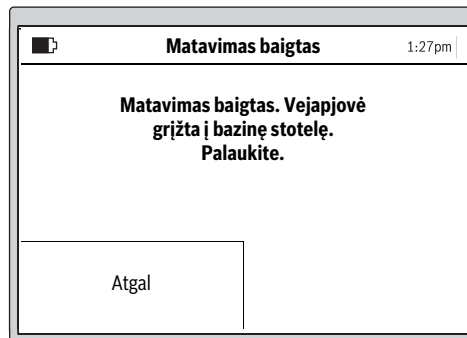 Matavimas baigtas 1:27pm
Matavimas baigtas. Vejapjovė
grįžta į bazinę stotelę.
Palaukite.
Atgal